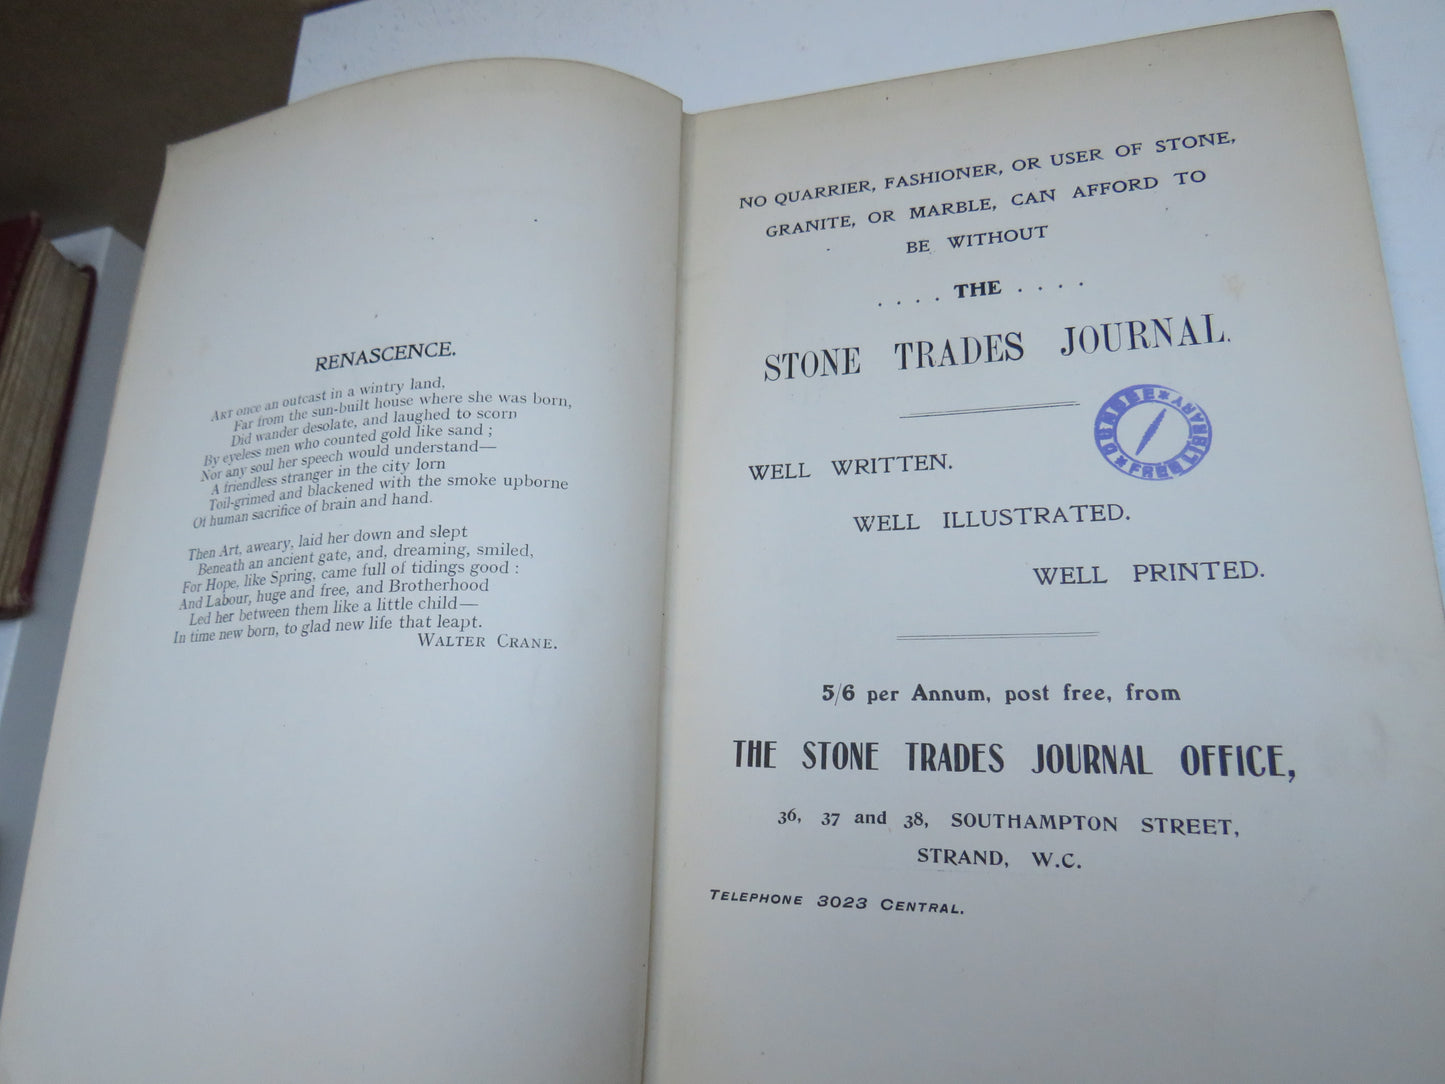 RENASCENCE.
ART once an outcast in a wintry land,
Far from the sun-built house where she was born,
Did wander desolate, and laughed to scorn
By eyeless men who counted gold like sand ;
Nor any soul her speech would understand—
A friendless stranger in the city lorn
Toil-grimed and blackened with the smoke upborne
Of human sacrifice of brain and hand.
Then Art, aweary, laid her down and slept
Beneath an ancient gate, and, dreaming, smiled,
For Hope, like Spring, came full of tidings good :
And Labour, huge and free, and Brotherhood
Led her between them like a little child—
In time new born, to glad new life that leapt.
WALTER CRANE.
NO QUARRIER, FASHIONER, OR USER OF STONE,
GRANITE, OR MARBLE, CAN AFFORD TO
BE WITHOUT
. . . . THE . . . .
STONE TRADES JOURNAL.
ORMSBIE ★ LIBRARY ★ FREE
WELL WRITTEN.
WELL ILLUSTRATED.
WELL PRINTED.
5/6 per Annum, post free, from
THE STONE TRADES JOURNAL OFFICE,
36, 37 and 38, SOUTHAMPTON STREET,
STRAND, W.C.
TELEPHONE 3023 CENTRAL.